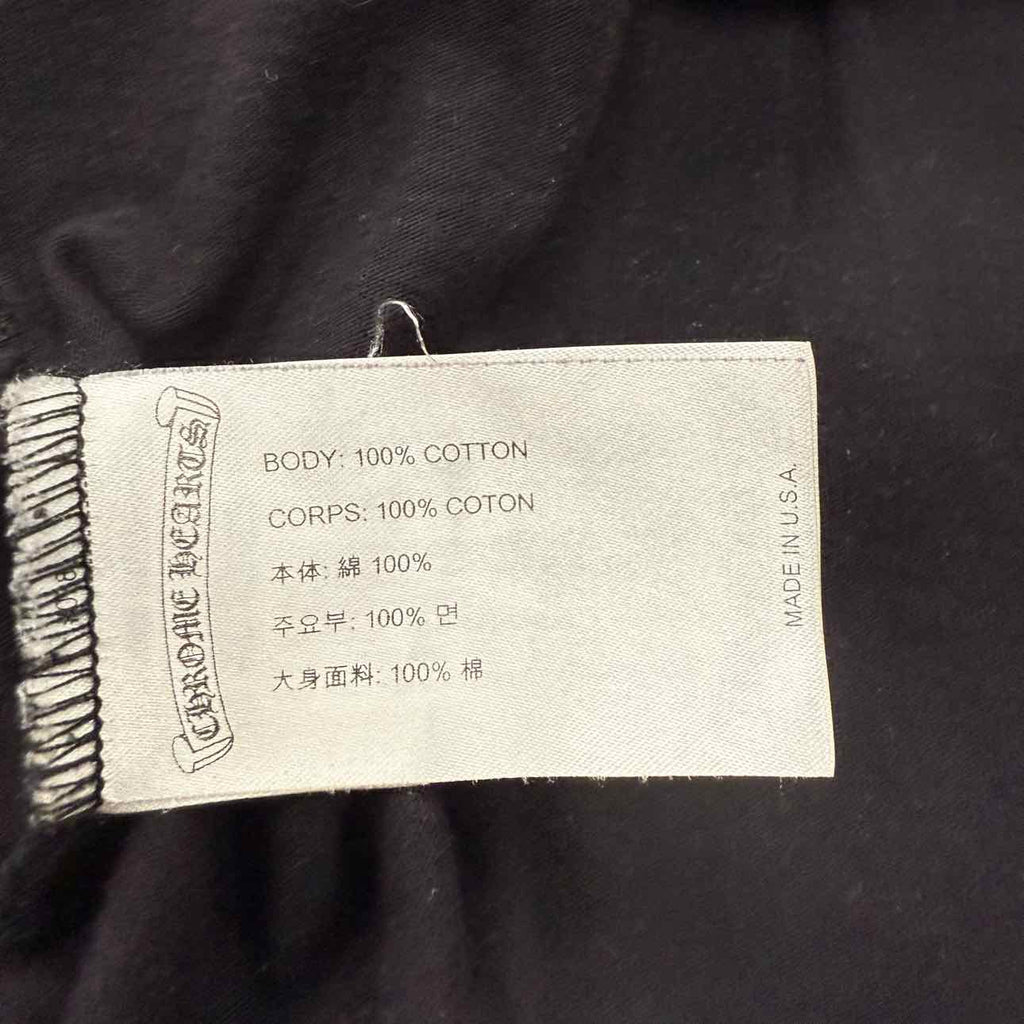 CHROME HEARTS
BODY: 100% COTTON
CORPS: 100% COTON
本体: 綿 100%
주요부: 100% 면
大身面料: 100% 棉
MADE IN U.S.A.